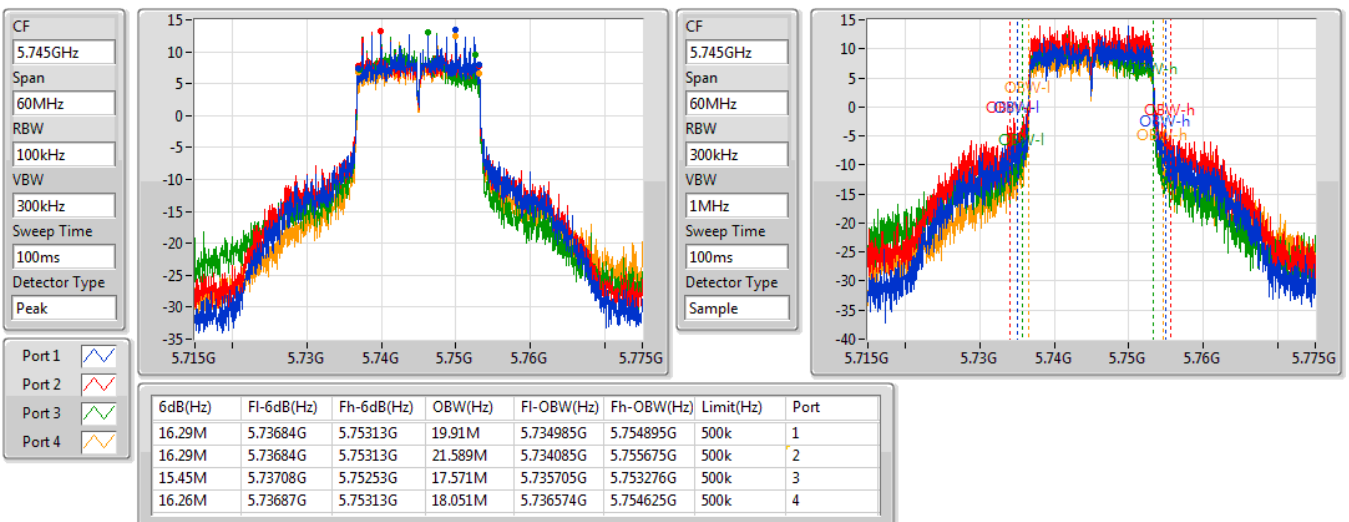 CF
5.745GHz
Span
60MHz
RBW
100kHz
VBW
300kHz
Sweep Time
100ms
Detector Type
Peak
15
10
5
0
-5
-10
-15
-20
-25
-30
-35
5.715G 5.73G 5.74G 5.75G 5.76G 5.775G
CF
5.745GHz
Span
60MHz
RBW
300kHz
VBW
1MHz
Sweep Time
100ms
Detector Type
Sample
15
10
5
0
-5
-10
-15
-20
-25
-30
-35
-40
OBW-l
OBW-l
OBW-h
OBW-h
5.715G 5.73G 5.74G 5.75G 5.76G 5.775G
Port 1
Port 2
Port 3
Port 4
6dB(Hz) Fl-6dB(Hz) Fh-6dB(Hz) OBW(Hz) Fl-OBW(Hz) Fh-OBW(Hz) Limit(Hz) Port
16.29M 5.73684G 5.75313G 19.91M 5.734985G 5.754895G 500k 1
16.29M 5.73684G 5.75313G 21.589M 5.734085G 5.755675G 500k 2
15.45M 5.73708G 5.75253G 17.571M 5.735705G 5.753276G 500k 3
16.26M 5.73687G 5.75313G 18.051M 5.736574G 5.754625G 500k 4